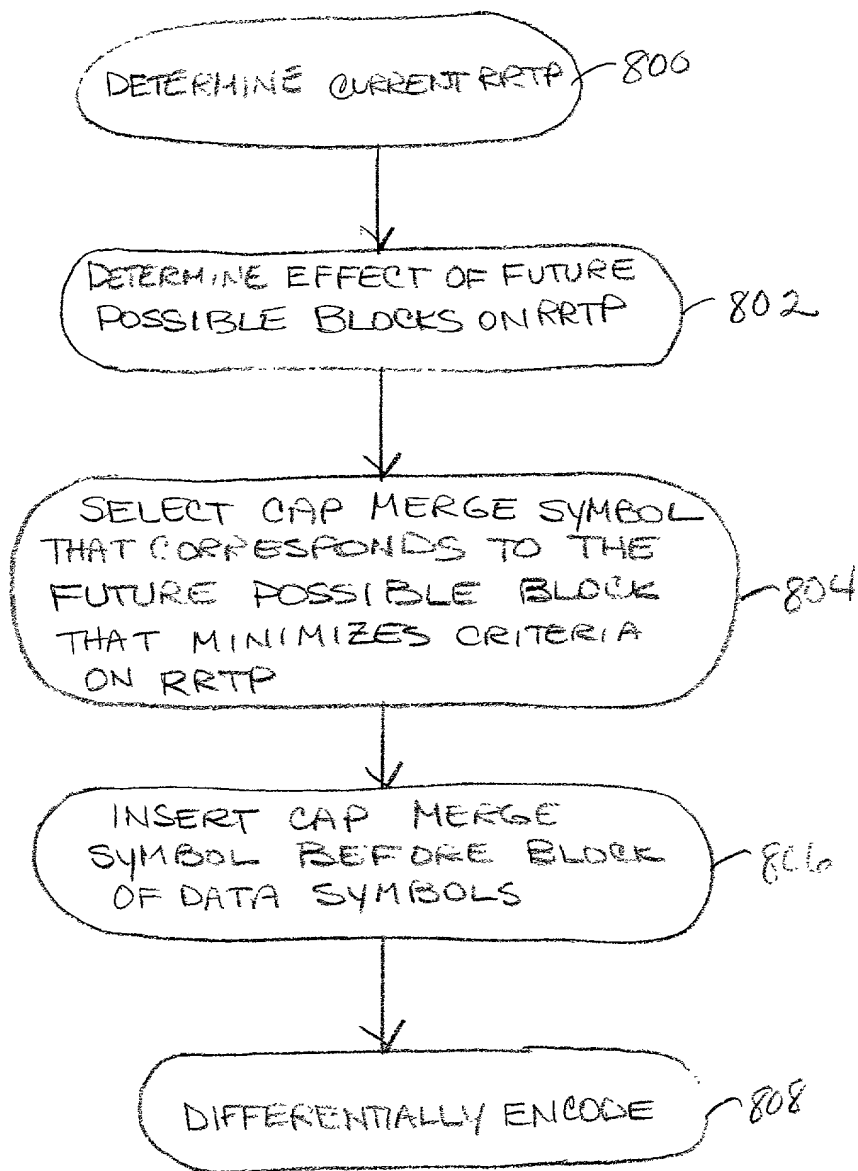 DETERMINE CURRENT RRTP
800
DETERMINE EFFECT OF FUTURE
POSSIBLE BLOCKS ON RRTP
802
SELECT CAP MERGE SYMBOL
THAT CORRESPONDS TO THE
FUTURE POSSIBLE BLOCK
THAT MINIMIZES CRITERIA
ON RRTP
804
INSERT CAP MERGE
SYMBOL BEFORE BLOCK
OF DATA SYMBOLS
806
DIFFERENTIALLY ENCODE
808